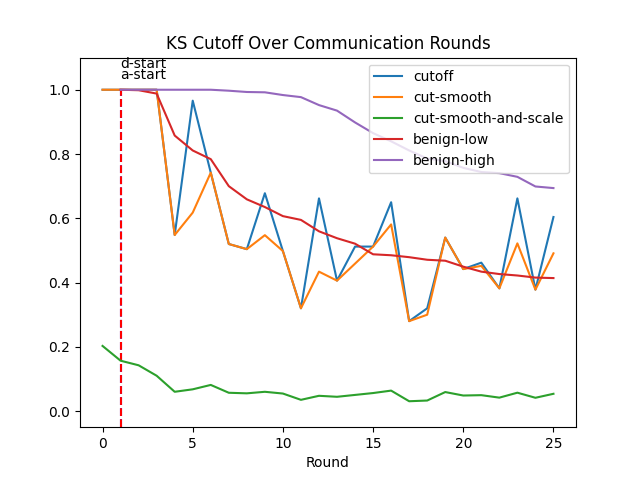 KS Cutoff Over Communication Rounds
d-start
a-start
cutoff
cut-smooth
cut-smooth-and-scale
benign-low
benign-high
1.0
0.8
0.6
0.4
0.2
0.0
0 5 10 15 20 25
Round